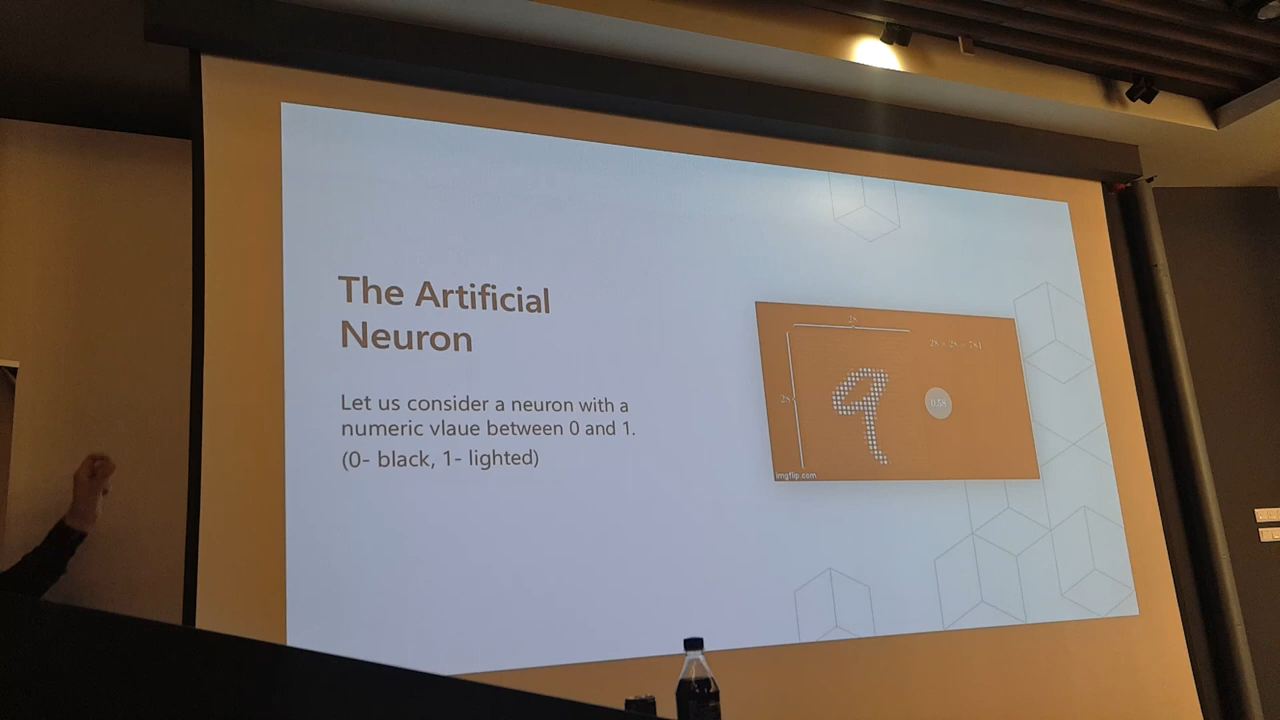 The Artificial
Neuron
Let us consider a neuron with a
numeric vlaue between 0 and 1.
(0- black, 1- lighted)
28
28 × 28 = 784
28
0.58
imgflip.com